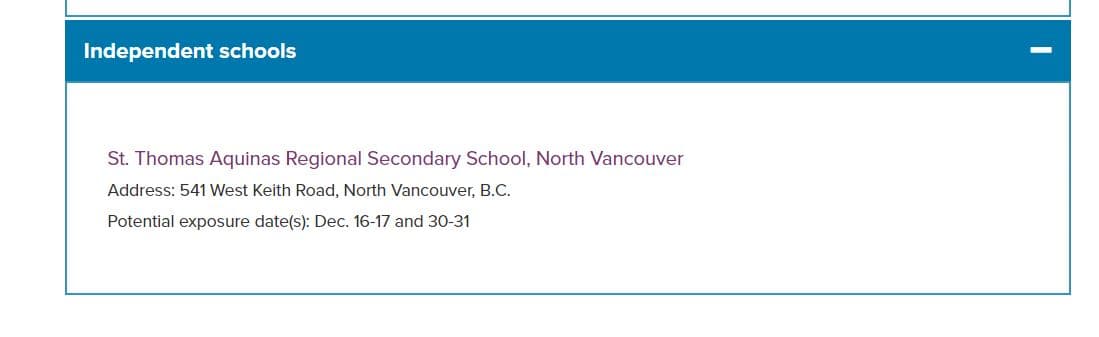 Independent schools
St. Thomas Aquinas Regional Secondary School, North Vancouver
Address: 541 West Keith Road, North Vancouver, B.C.
Potential exposure date(s): Dec. 16-17 and 30-31